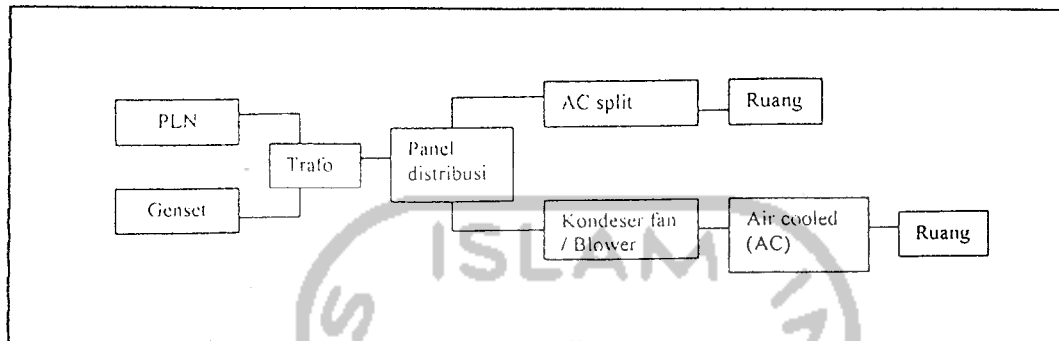 PLN
Genset
Trafo
Panel
distribusi
AC split
Ruang
Kondeser fan
/ Blower
Air cooled
(AC)
Ruang
ISLAM